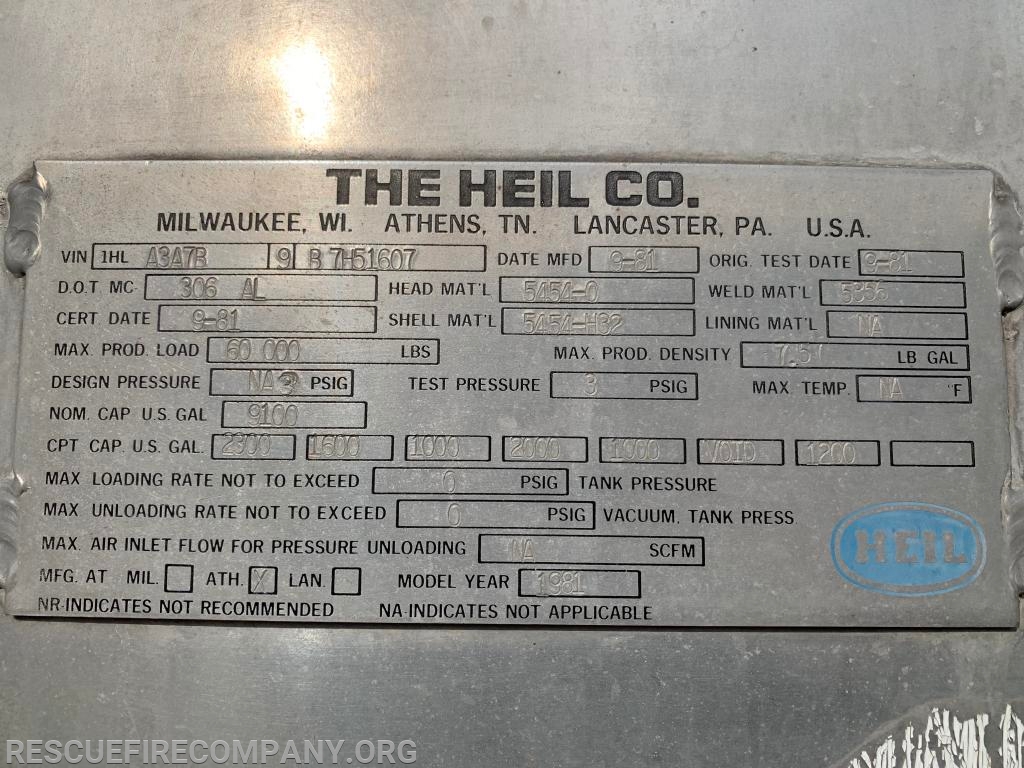 THE HEIL CO.
MILWAUKEE, WI. ATHENS, TN. LANCASTER, PA. U.S.A.
VIN 1HL A3A7B 9 B 7H51607 DATE MFD 9-81 ORIG. TEST DATE 9-81
D.O.T MC 306 AL HEAD MAT'L 5454-0 WELD MAT'L 5356
CERT. DATE 9-81 SHELL MAT'L 5454-H32 LINING MAT'L NA
MAX. PROD. LOAD 60 000 LBS MAX. PROD. DENSITY LB GAL
DESIGN PRESSURE PSIG TEST PRESSURE 3 PSIG MAX. TEMP. NA °F
NOM. CAP U.S. GAL 9100
CPT CAP. U.S. GAL. 2300 1600 1000 2000 1000 VOID 1200
MAX LOADING RATE NOT TO EXCEED 0 PSIG TANK PRESSURE
MAX. UNLOADING RATE NOT TO EXCEED 0 PSIG VACUUM, TANK PRESS
MAX. AIR INLET FLOW FOR PRESSURE UNLOADING NA SCFM
MFG. AT MIL. ATH. X LAN. MODEL YEAR 1981
HEIL
NR-INDICATES NOT RECOMMENDED NA-INDICATES NOT APPLICABLE
RESCUEFIRECOMPANY.ORG